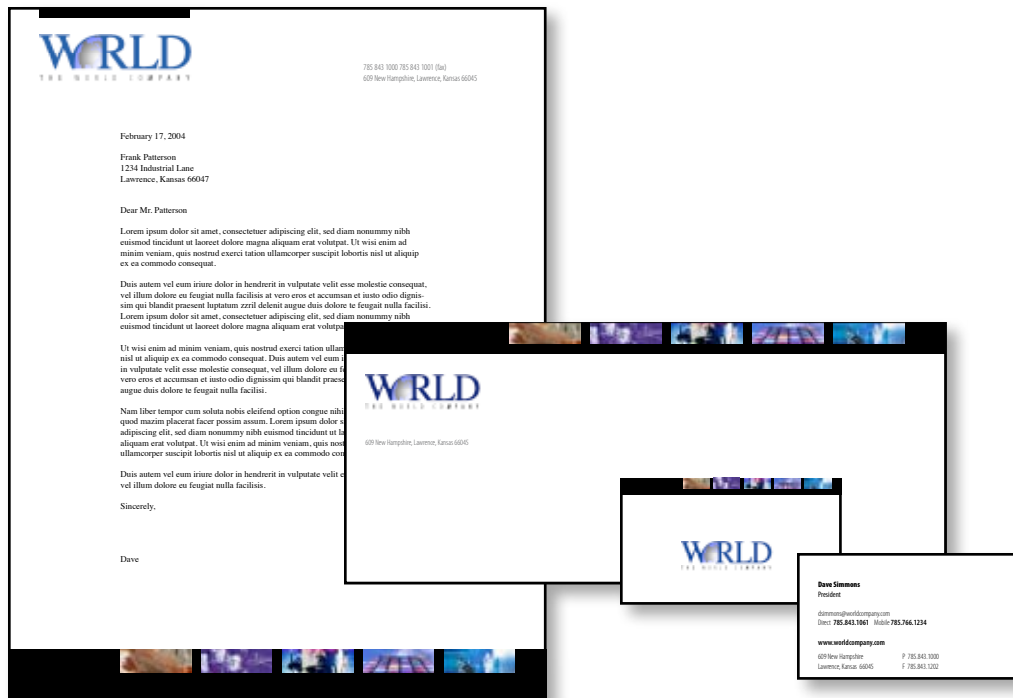 WORLD
THE WORLD COMPANY
785 843 1000 785 843 1001 (fax)
609 New Hampshire, Lawrence, Kansas 66045
February 17, 2004
Frank Patterson
1234 Industrial Lane
Lawrence, Kansas 66047
Dear Mr. Patterson
Lorem ipsum dolor sit amet, consectetuer adipiscing elit, sed diam nonummy nibh
euismod tincidunt ut laoreet dolore magna aliquam erat volutpat. Ut wisi enim ad
minim veniam, quis nostrud exerci tation ullamcorper suscipit lobortis nisl ut aliquip
ex ea commodo consequat.
Duis autem vel eum iriure dolor in hendrerit in vulputate velit esse molestie consequat,
vel illum dolore eu feugiat nulla facilisis at vero eros et accumsan et iusto odio dignis-
sim qui blandit praesent luptatum zzril delenit augue duis dolore te feugait nulla facilisi.
Lorem ipsum dolor sit amet, consectetuer adipiscing elit, sed diam nonummy nibh
euismod tincidunt ut laoreet dolore magna aliquam erat volutpa
Ut wisi enim ad minim veniam, quis nostrud exerci tation ullam
nisl ut aliquip ex ea commodo consequat. Duis autem vel eum i
in vulputate velit esse molestie consequat, vel illum dolore eu f
vero eros et accumsan et iusto odio dignissim qui blandit praese
augue duis dolore te feugait nulla facilisi.
Nam liber tempor cum soluta nobis eleifend option congue nihi
quod mazim placerat facer possim assum. Lorem ipsum dolor s
adipiscing elit, sed diam nonummy nibh euismod tincidunt ut la
aliquam erat volutpat. Ut wisi enim ad minim veniam, quis nost
ullamcorper suscipit lobortis nisl ut aliquip ex ea commodo con
Duis autem vel eum iriure dolor in hendrerit in vulputate velit e
vel illum dolore eu feugiat nulla facilisis.
Sincerely,
Dave
WORLD
THE WORLD COMPANY
609 New Hampshire, Lawrence, Kansas 66045
WORLD
THE WORLD COMPANY
Dave Simmons
President
dsimmons@worldcompany.com
Direct 785.843.1061 Mobile 785.766.1234
www.worldcompany.com
609 New Hampshire P 785.843.1000
Lawrence, Kansas 66045 F 785.843.1202